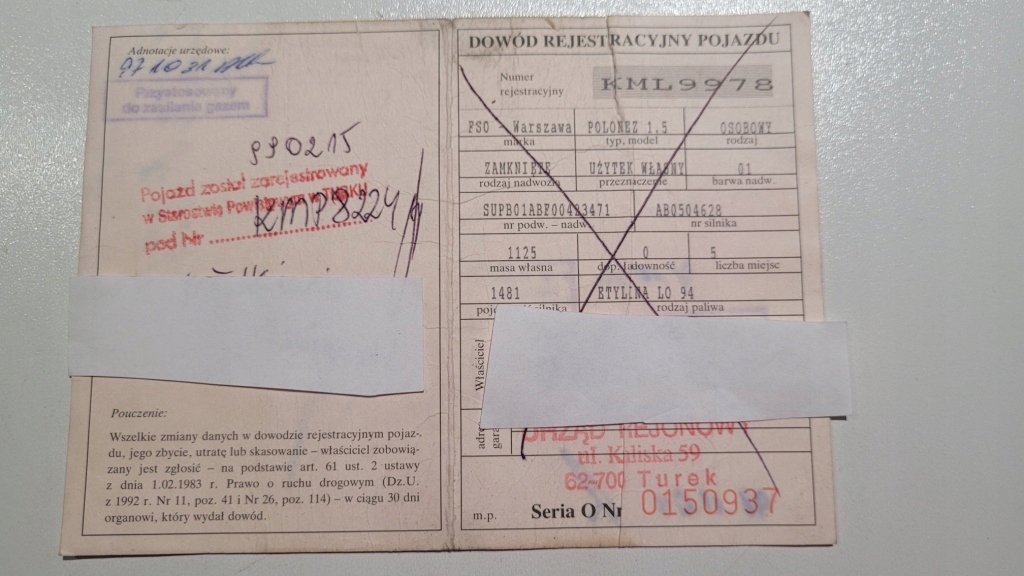 Adnotacje urzędowe:
97 10 31
Przystosowany
do zasilania gazem
990215
Pojazd został zarejestrowany
w Starostwie Powiatowym w TURKU
pod Nr KMP8224
Pouczenie:
Wszelkie zmiany danych w dowodzie rejestracyjnym pojaz-
du, jego zbycie, utratę lub skasowanie – właściciel zobowią-
zany jest zgłosić – na podstawie art. 61 ust. 2 ustawy
z dnia 1.02.1983 r. Prawo o ruchu drogowym (Dz.U.
z 1992 r. Nr 11, poz. 41 i Nr 26, poz. 114) – w ciągu 30 dni
organowi, który wydał dowód.
DOWÓD REJESTRACYJNY POJAZDU
Numer
rejestracyjny
KML9978
FSO - Warszawa POLONEZ 1.5 OSOBOWY
marka typ, model rodzaj
ZAMKNIĘTE UŻYTEK WŁASNY 01
rodzaj nadwozia przeznaczenie barwa nadw.
SUPB01ABF00423471 AB0504628
nr podw. – nadw. nr silnika
1125 0 5
masa własna dop. ładowność liczba miejsc
1481 ETYLINA LO 94
rodzaj paliwa
Właściciel
URZĄD REJONOWY
ul. Kaliska 59
62-700 Turek
m.p. Seria O Nr 0150937